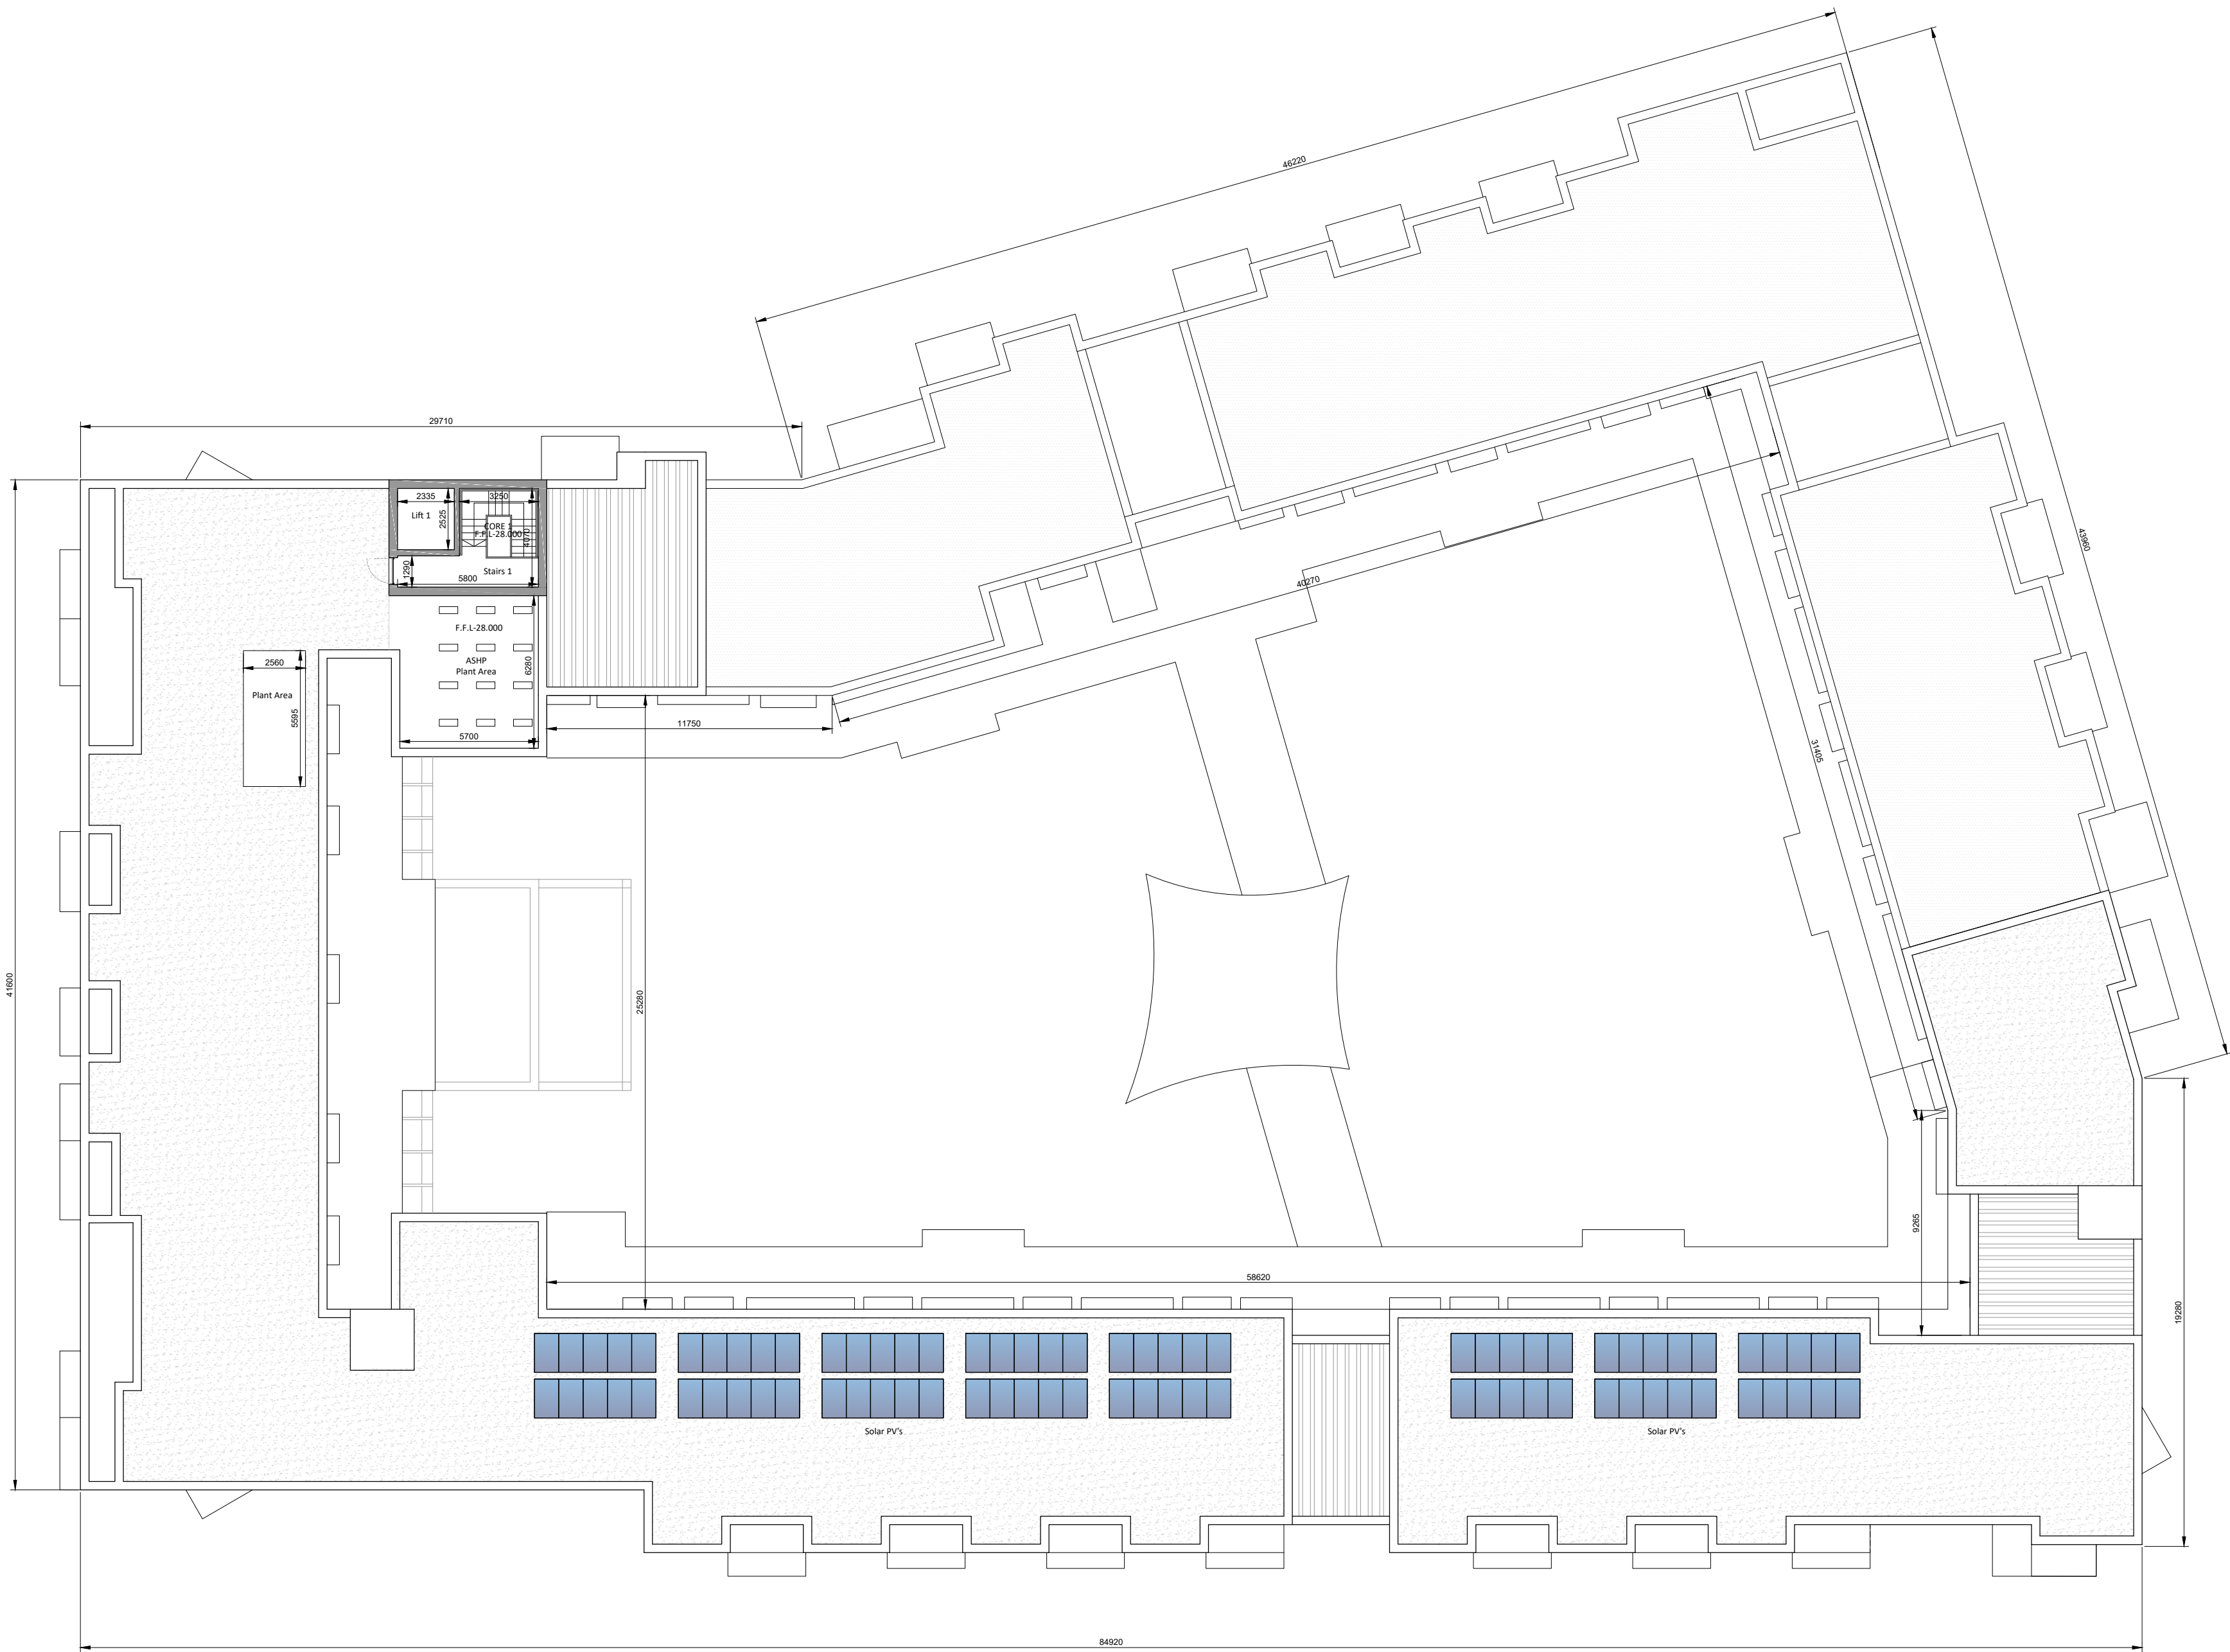 46220
29710
43960
2335
3250
Lift 1
2525
CORE 1
F.F.L-28.000
4070
Stairs 1
1290
5800
40270
F.F.L-28.000
ASHP
Plant Area
6280
2560
Plant Area
5595
5700
11750
31405
41600
25280
9265
58620
19280
Solar PV's
Solar PV's
84920